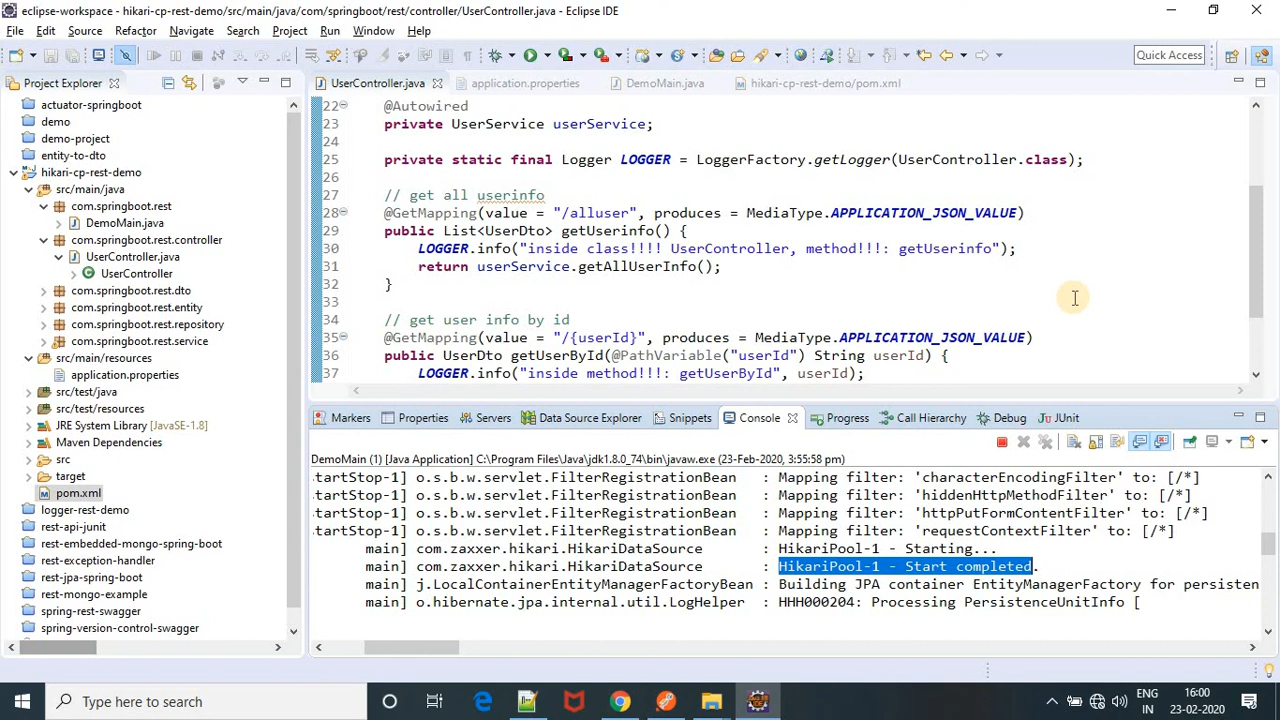 eclipse-workspace - hikari-cp-rest-demo/src/main/java/com/springboot/rest/controller/UserController.java - Eclipse IDE
File Edit Source Refactor Navigate Search Project Run Window Help
Quick Access
Project Explorer
UserController.java application.properties DemoMain.java hikari-cp-rest-demo/pom.xml
actuator-springboot
demo
demo-project
entity-to-dto
hikari-cp-rest-demo
src/main/java
com.springboot.rest
DemoMain.java
com.springboot.rest.controller
UserController.java
UserController
com.springboot.rest.dto
com.springboot.rest.entity
com.springboot.rest.repository
com.springboot.rest.service
src/main/resources
application.properties
src/test/java
src/test/resources
JRE System Library [JavaSE-1.8]
Maven Dependencies
src
target
pom.xml
logger-rest-demo
rest-api-junit
rest-embedded-mongo-spring-boot
rest-exception-handler
rest-jpa-spring-boot
rest-mongo-example
spring-rest-swagger
spring-version-control-swagger
22 @Autowired
23 private UserService userService;
24
25 private static final Logger LOGGER = LoggerFactory.getLogger(UserController.class);
26
27 // get all userinfo
28 @GetMapping(value = "/alluser", produces = MediaType.APPLICATION_JSON_VALUE)
29 public List<UserDto> getUserinfo() {
30 LOGGER.info("inside class!!!! UserController, method!!!: getUserinfo");
31 return userService.getAllUserInfo();
32 }
33
34 // get user info by id
35 @GetMapping(value = "/{userId}", produces = MediaType.APPLICATION_JSON_VALUE)
36 public UserDto getUserById(@PathVariable("userId") String userId) {
37 LOGGER.info("inside method!!!: getUserById", userId);
Markers Properties Servers Data Source Explorer Snippets Console Progress Call Hierarchy Debug JUnit
DemoMain (1) [Java Application] C:\Program Files\Java\jdk1.8.0_74\bin\javaw.exe (23-Feb-2020, 3:55:58 pm)
tartStop-1] o.s.b.w.servlet.FilterRegistrationBean : Mapping filter: 'characterEncodingFilter' to: [/*]
tartStop-1] o.s.b.w.servlet.FilterRegistrationBean : Mapping filter: 'hiddenHttpMethodFilter' to: [/*]
tartStop-1] o.s.b.w.servlet.FilterRegistrationBean : Mapping filter: 'httpPutFormContentFilter' to: [/*]
tartStop-1] o.s.b.w.servlet.FilterRegistrationBean : Mapping filter: 'requestContextFilter' to: [/*]
main] com.zaxxer.hikari.HikariDataSource : HikariPool-1 - Starting...
main] com.zaxxer.hikari.HikariDataSource : HikariPool-1 - Start completed.
main] j.LocalContainerEntityManagerFactoryBean : Building JPA container EntityManagerFactory for persisten
main] o.hibernate.jpa.internal.util.LogHelper : HHH000204: Processing PersistenceUnitInfo [
Type here to search
ENG
IN
16:00
23-02-2020